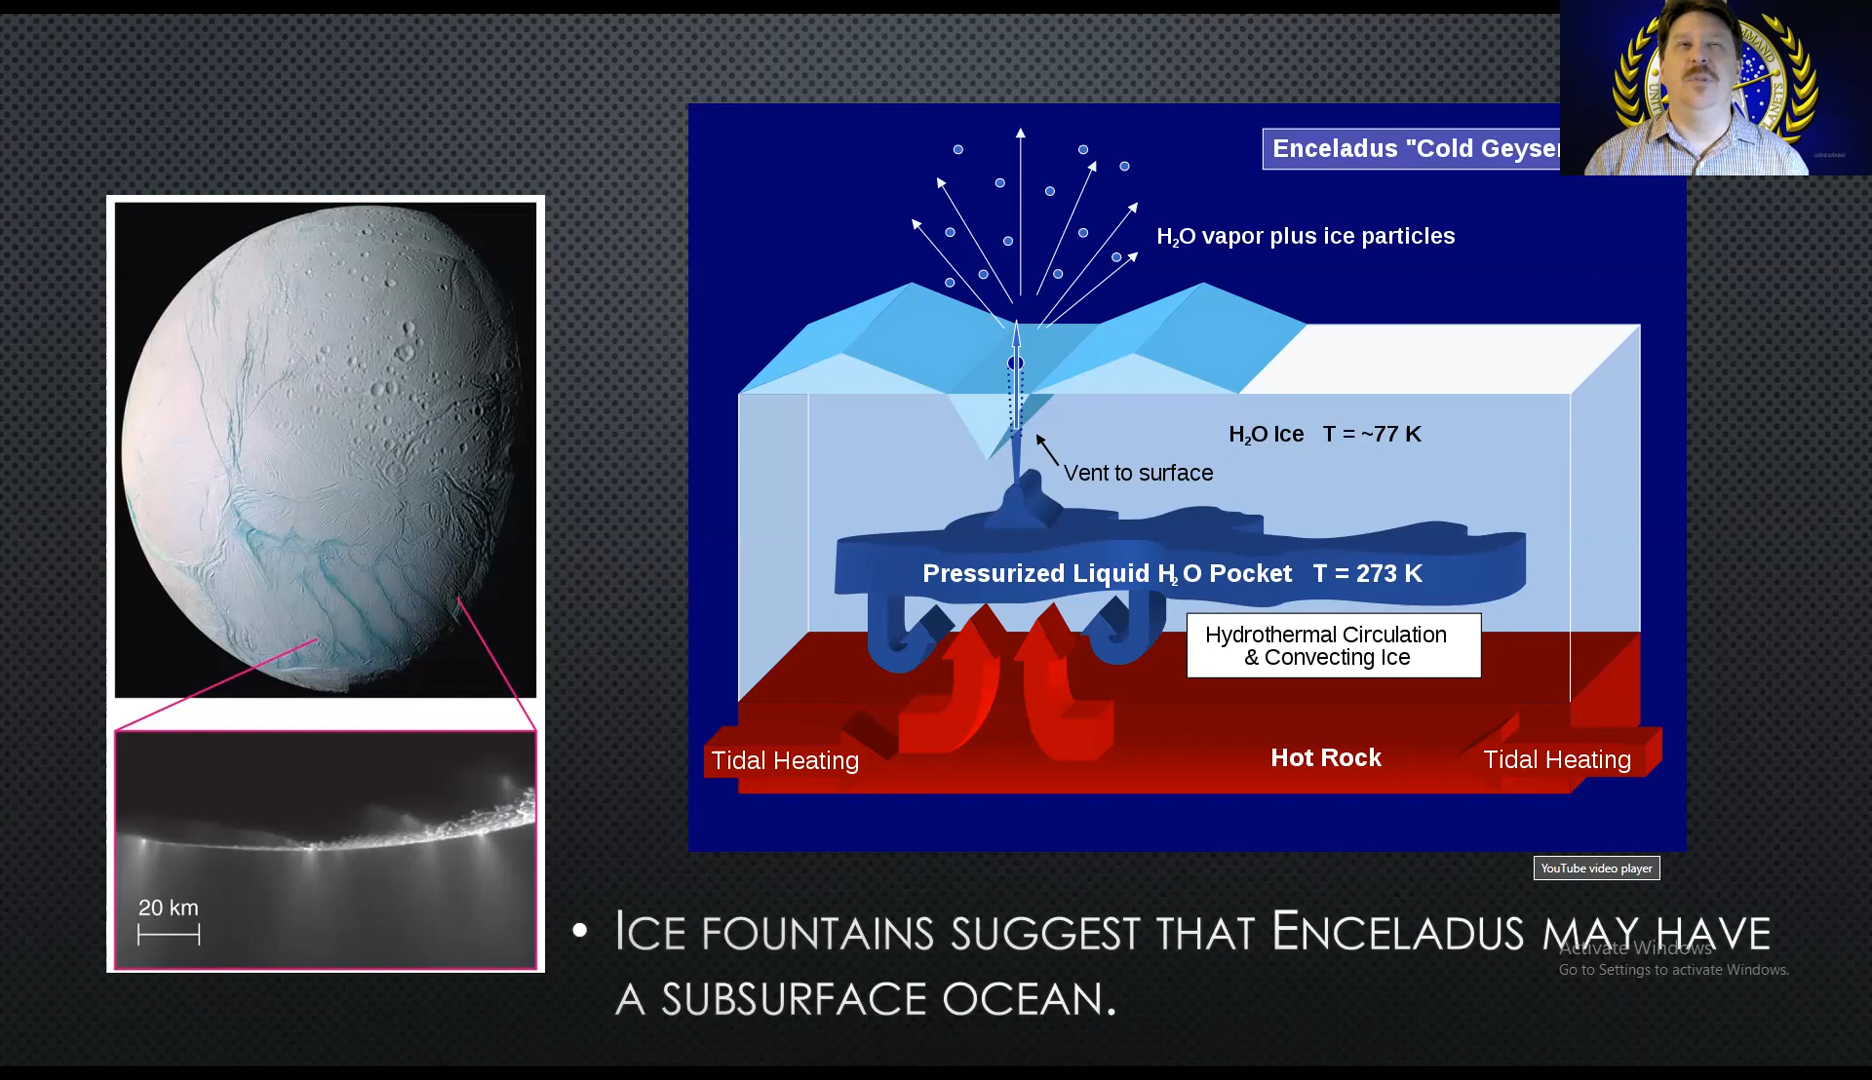 Enceladus "Cold Geyser
H₂O vapor plus ice particles
H₂O Ice T = ~77 K
Vent to surface
Pressurized Liquid H₂O Pocket T = 273 K
Hydrothermal Circulation
& Convecting Ice
Tidal Heating
Hot Rock
Tidal Heating
20 km
YouTube video player
• Ice fountains suggest that Enceladus may have
a subsurface ocean.
Activate Windows
Go to Settings to activate Windows.